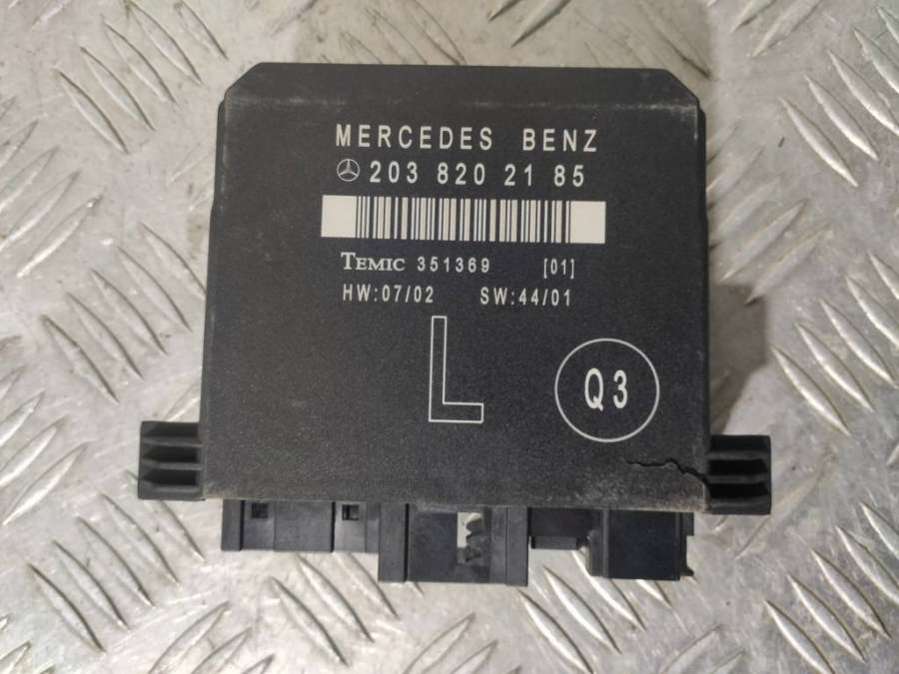 MERCEDES BENZ
203 820 21 85
TEMIC 351369 [01]
HW:07/02 SW:44/01
L
Q3